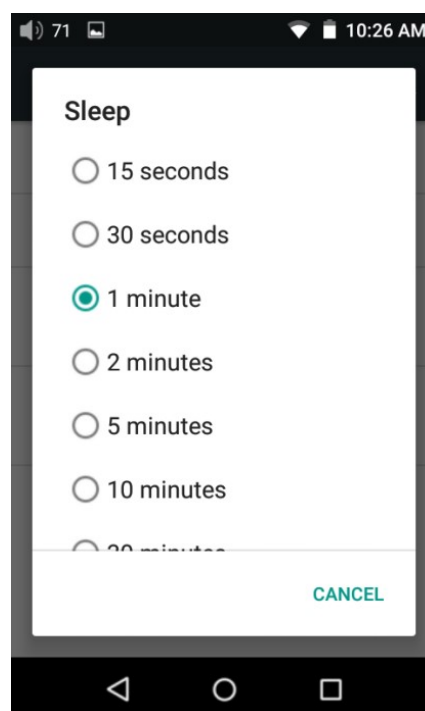 71 10:26 AM
Sleep
15 seconds
30 seconds
1 minute
2 minutes
5 minutes
10 minutes
CANCEL